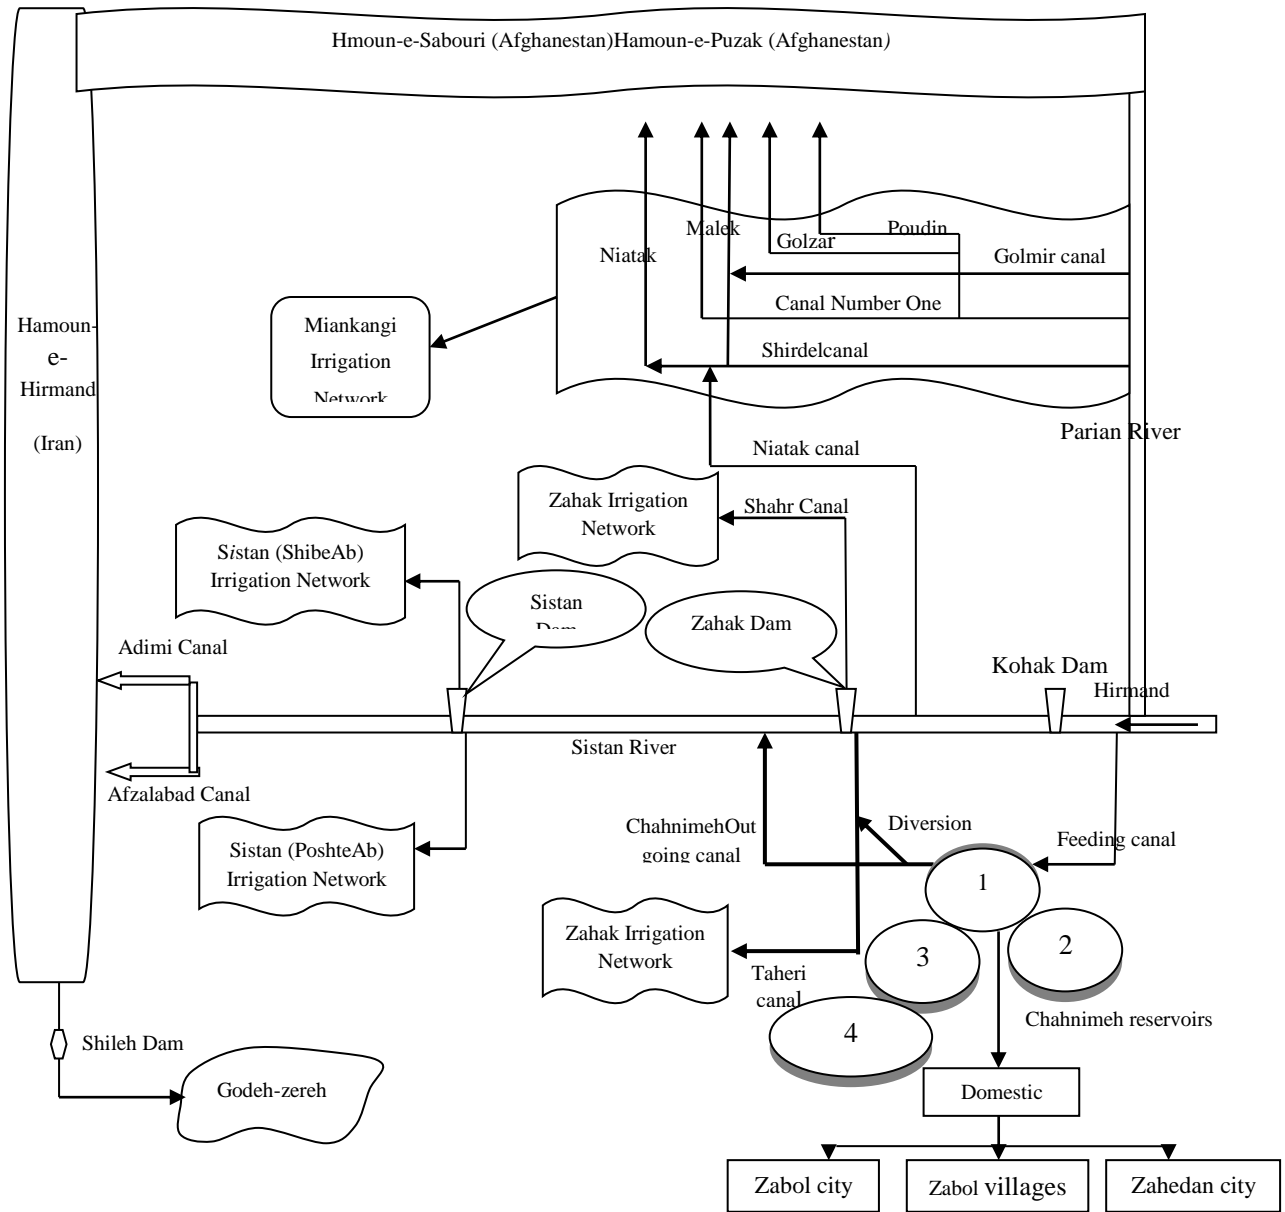 Hmoun-e-Sabouri (Afghanestan)Hamoun-e-Puzak (Afghanestan)
Malek
Poudin
Golzar
Niatak
Golmir canal
Canal Number One
Shirdelcanal
Miankangi
Irrigation
Network
Hamoun-
e-
Hirmand
(Iran)
Parian River
Niatak canal
Zahak Irrigation
Network
Shahr Canal
Sistan (ShibeAb)
Irrigation Network
Sistan
Dam
Zahak Dam
Adimi Canal
Kohak Dam
Hirmand
Sistan River
Afzalabad Canal
ChahnimehOut
going canal
Diversion
Feeding canal
Sistan (PoshteAb)
Irrigation Network
1
2
3
4
Zahak Irrigation
Network
Taheri
canal
Chahnimeh reservoirs
Shileh Dam
Godeh-zereh
Domestic
Zabol city
Zabol villages
Zahedan city